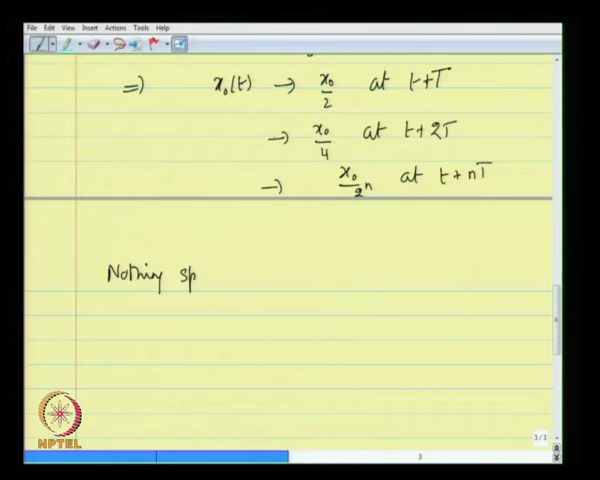 File Edit View Insert Actions Tools Help
=) x₀(t) → x₀/2 at t+T
→ x₀/4 at t+2T
→ x₀/2n at t+nT
Nothing sp
NPTEL
3/3
3